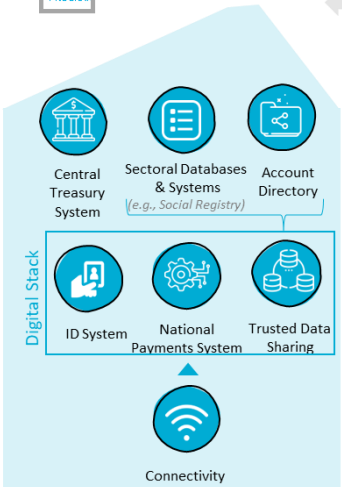 Central
Treasury
System
Sectoral Databases
& Systems
(e.g., Social Registry)
Account
Directory
Digital Stack
ID System
National
Payments System
Trusted Data
Sharing
Connectivity